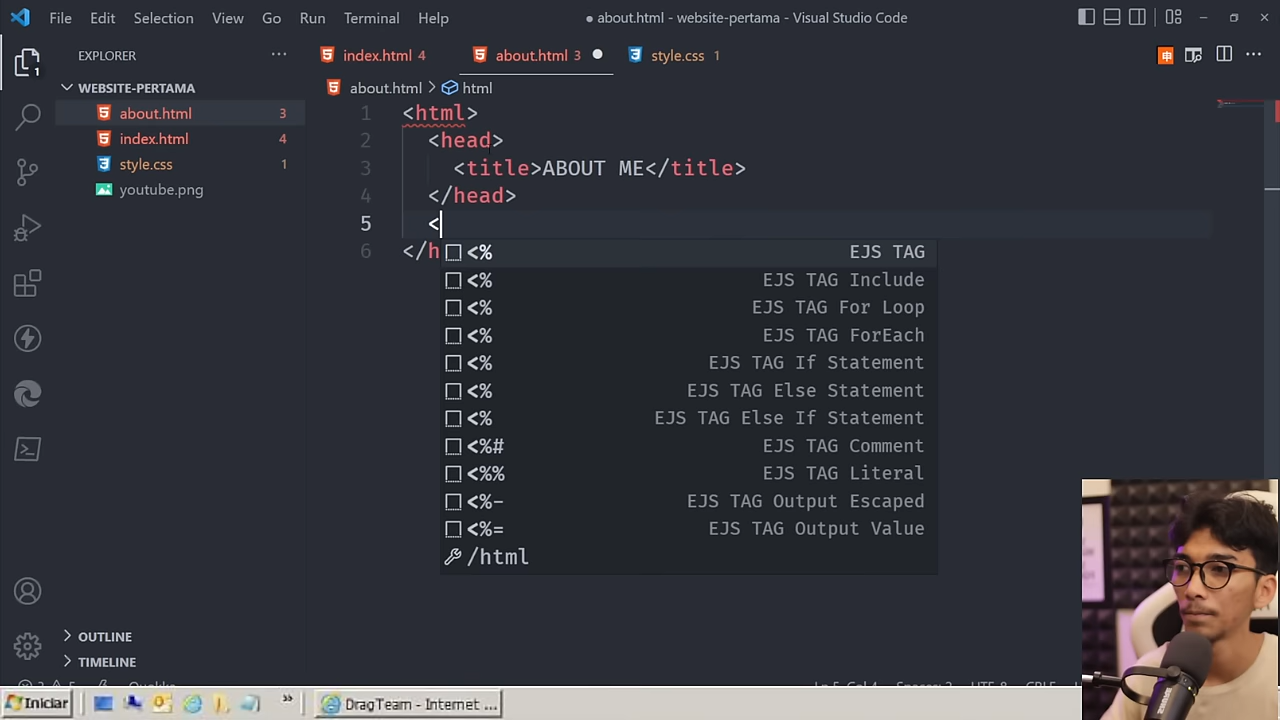 File Edit Selection View Go Run Terminal Help
about.html - website-pertama - Visual Studio Code
EXPLORER
index.html 4
about.html 3
style.css 1
WEBSITE-PERTAMA
about.html > html
about.html 3
index.html 4
style.css 1
youtube.png
1 <html>
2 <head>
3 <title>ABOUT ME</title>
4 </head>
5 <
6 </h
<% EJS TAG
<% EJS TAG Include
<% EJS TAG For Loop
<% EJS TAG ForEach
<% EJS TAG If Statement
<% EJS TAG Else Statement
<% EJS TAG Else If Statement
<%# EJS TAG Comment
<%% EJS TAG Literal
<%- EJS TAG Output Escaped
<%= EJS TAG Output Value
/html
1
OUTLINE
TIMELINE
Iniciar
»
DragTeam - Internet ...